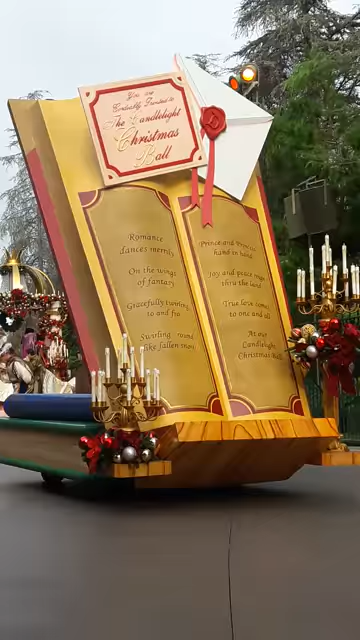 You are
Cordially Invited to
The Candlelight
Christmas
Ball
Romance
dances merrily
On the wings
of fantasy
Gracefully twirling
to and fro
Swirling round
like fallen snow
Prince and Princess
hand in hand
Joy and peace reign
thru the land
True love comes
to one and all
At our
Candlelight
Christmas Ball